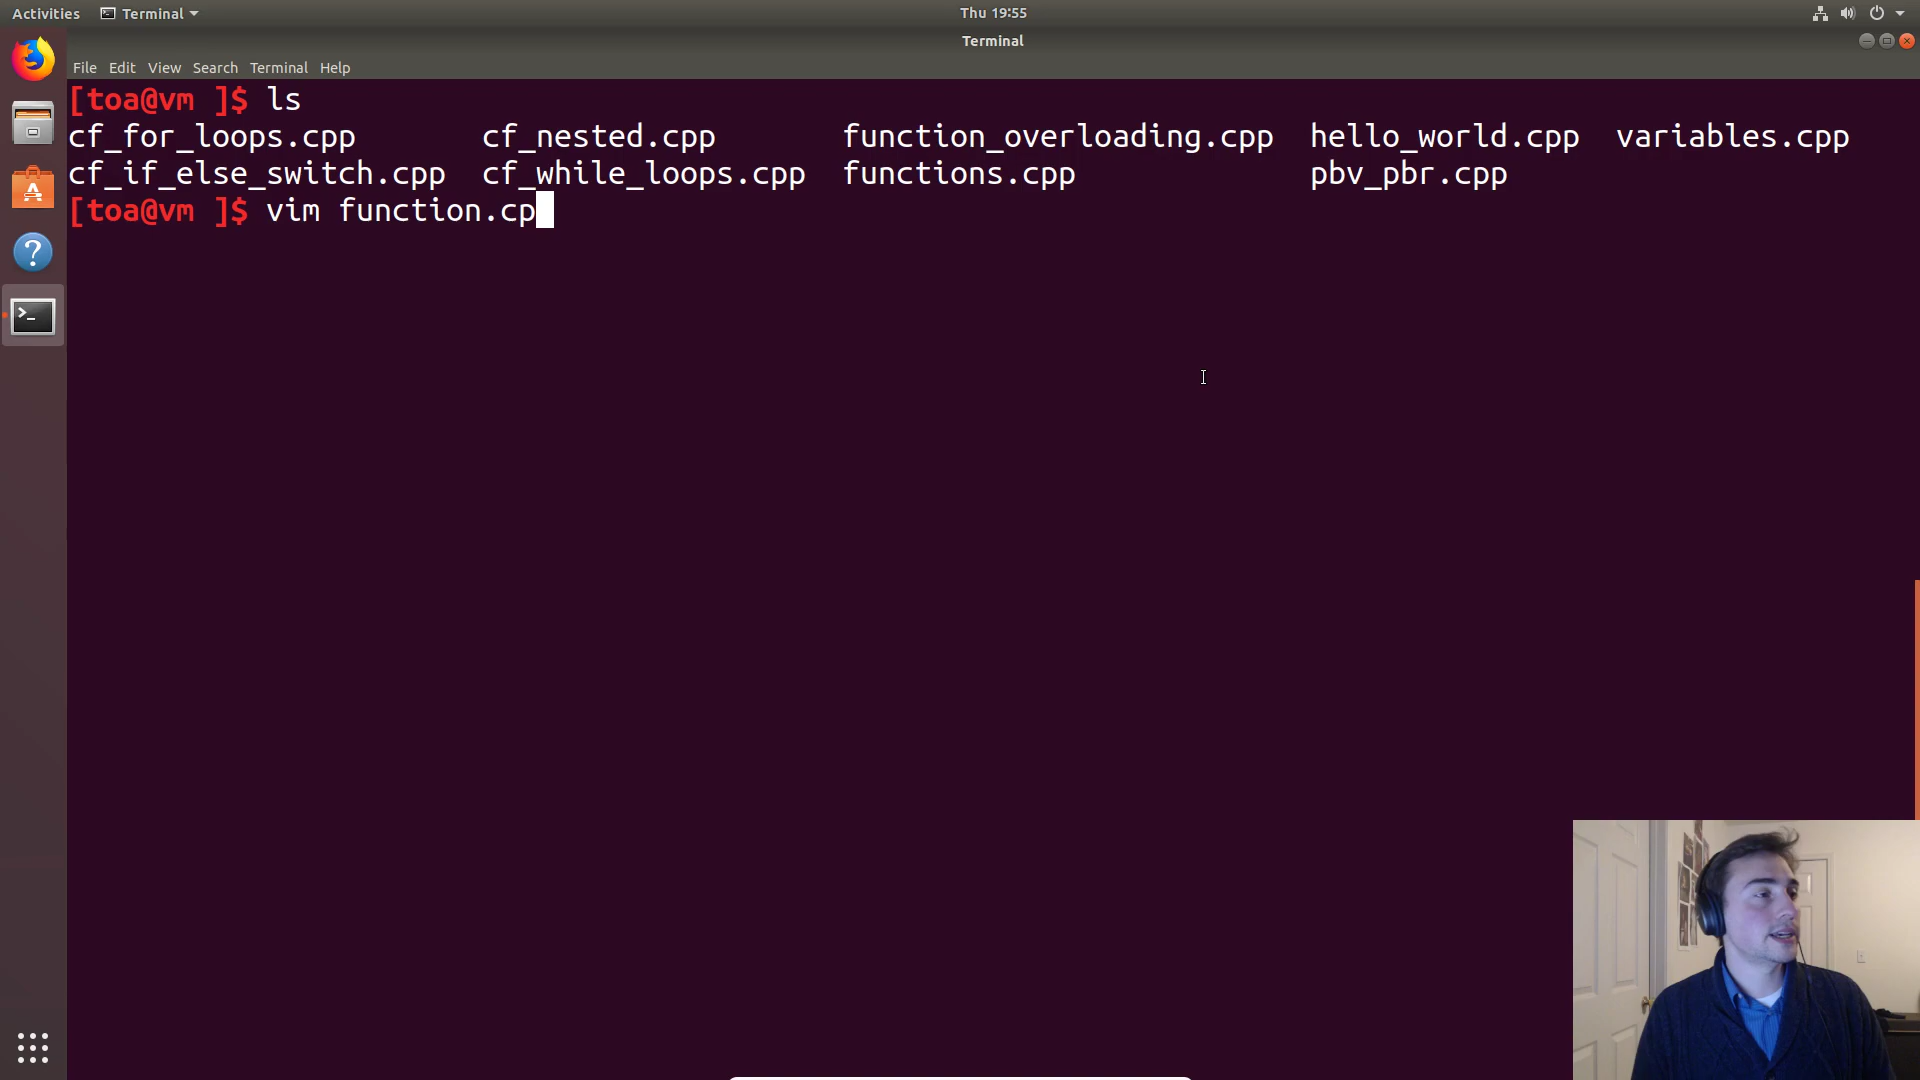 Activities Terminal Thu 19:55
Terminal
File Edit View Search Terminal Help
[toa@vm ]$ ls
cf_for_loops.cpp cf_nested.cpp function_overloading.cpp hello_world.cpp variables.cpp
cf_if_else_switch.cpp cf_while_loops.cpp functions.cpp pbv_pbr.cpp
[toa@vm ]$ vim function.cp